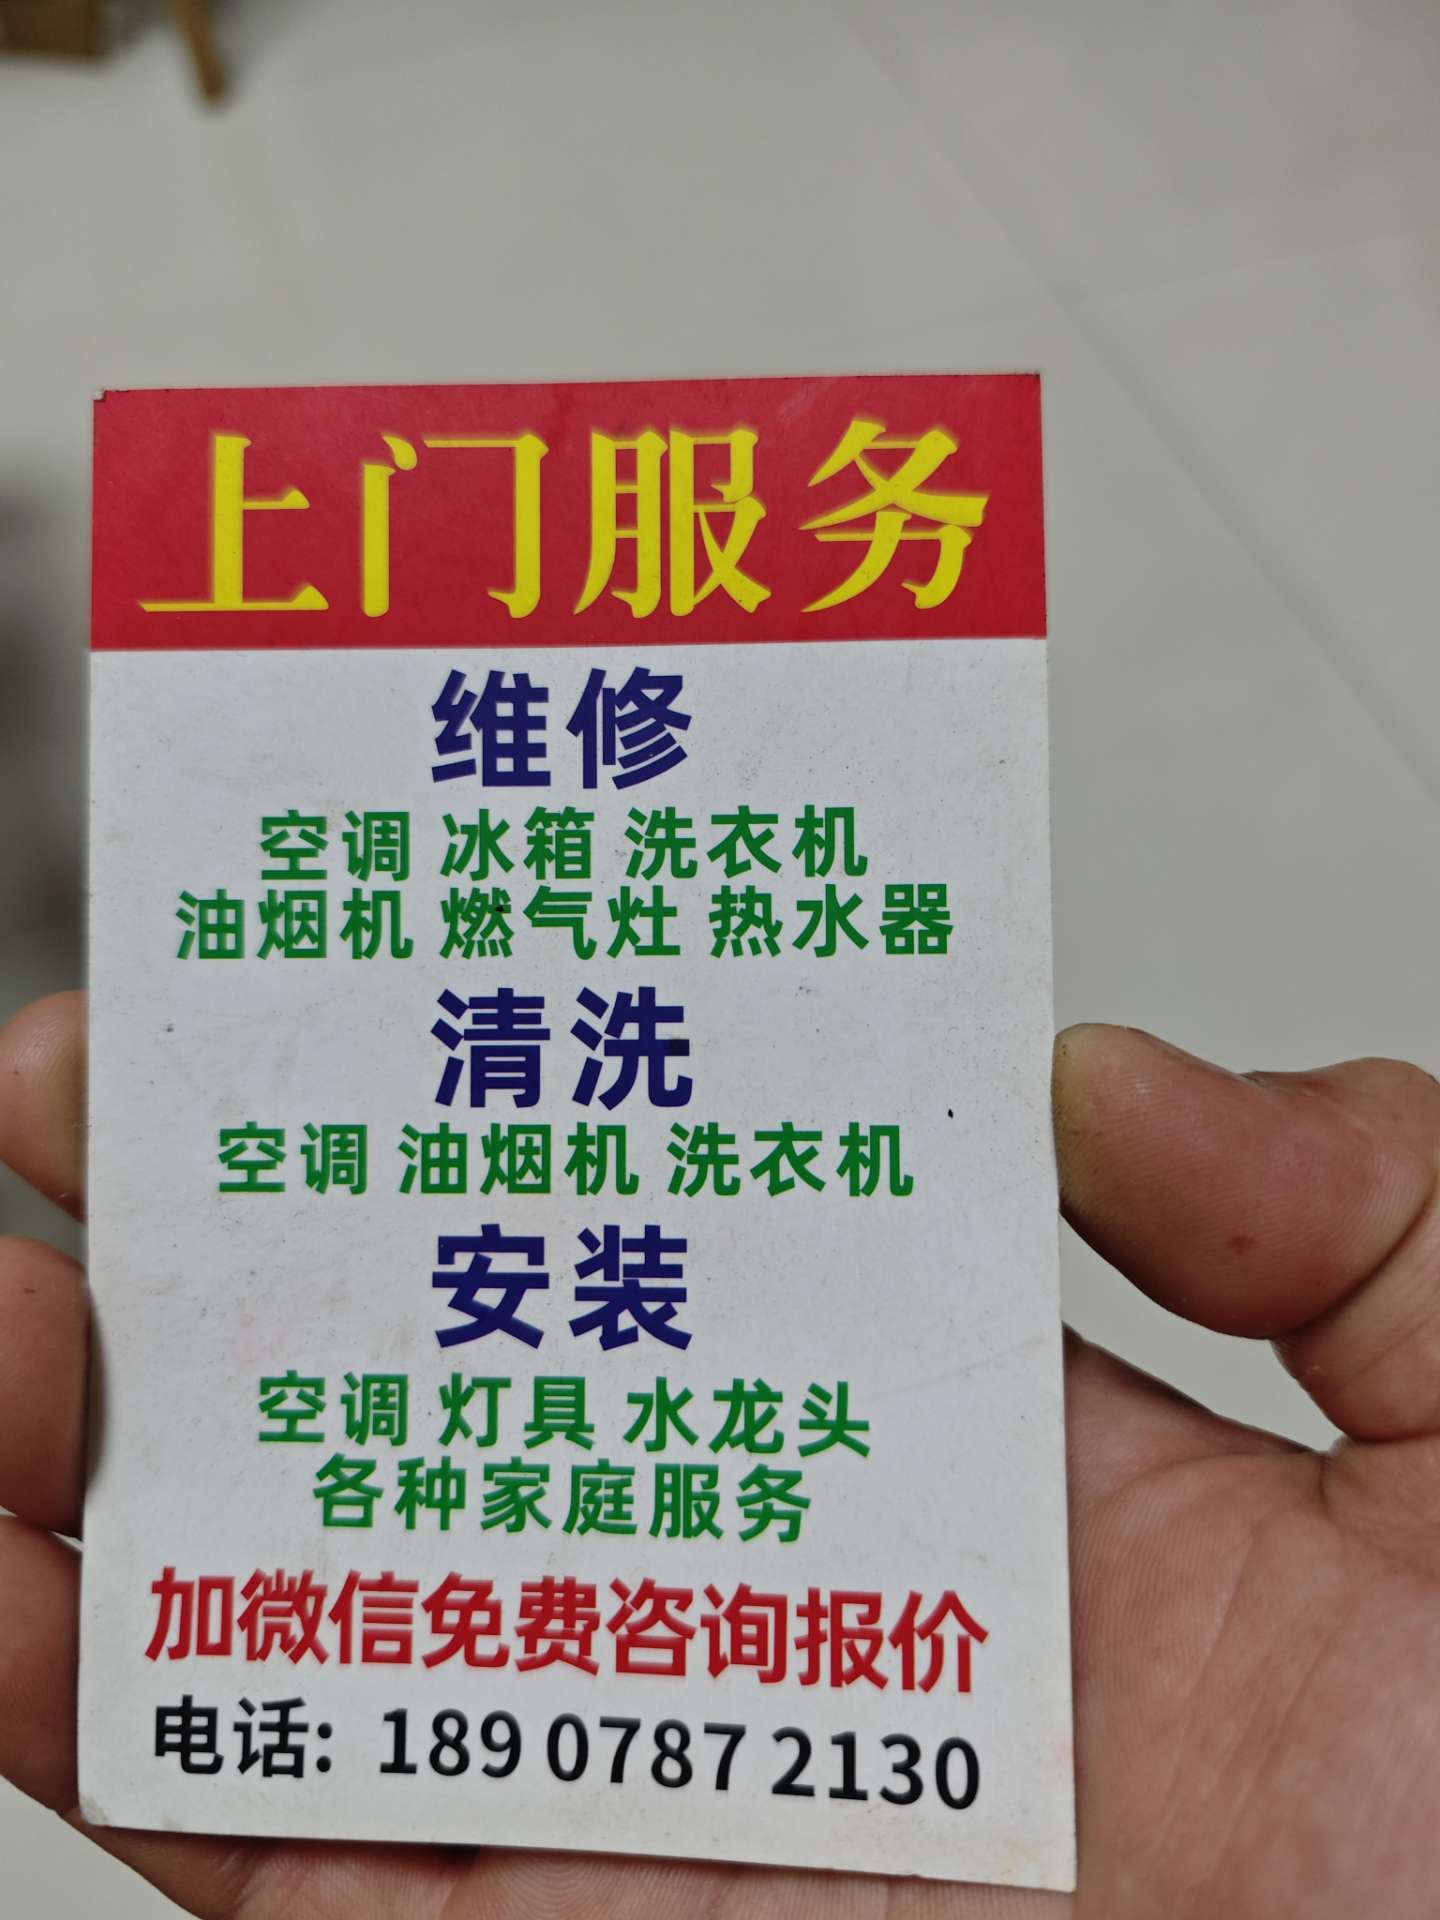 上门服务
维修
空调 冰箱 洗衣机
油烟机 燃气灶 热水器
清洗
空调 油烟机 洗衣机
安装
空调 灯具 水龙头
各种家庭服务
加微信免费咨询报价
电话: 189 0787 2130